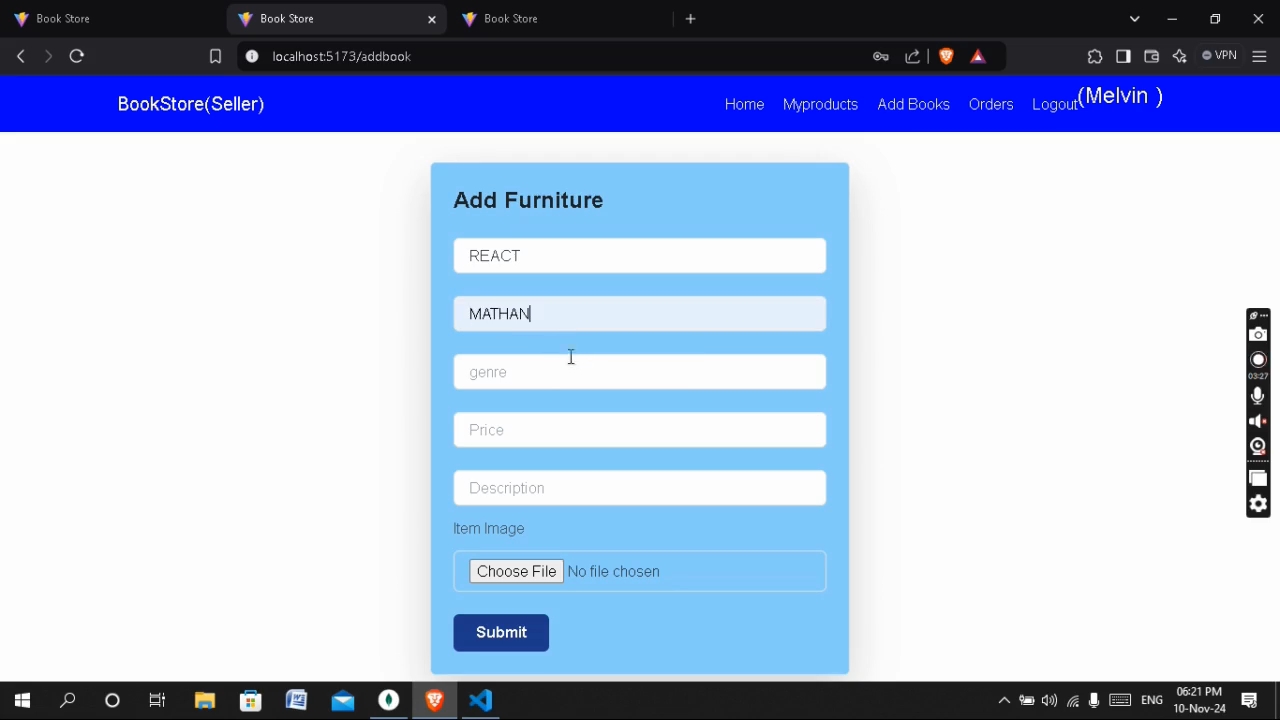 Book Store
Book Store
Book Store
localhost:5173/addbook
VPN
BookStore(Seller)
Home Myproducts Add Books Orders Logout(Melvin )
Add Furniture
REACT
MATHAN
genre
Price
Description
Item Image
Choose File No file chosen
Submit
03:27
ENG
06:21 PM
10-Nov-24